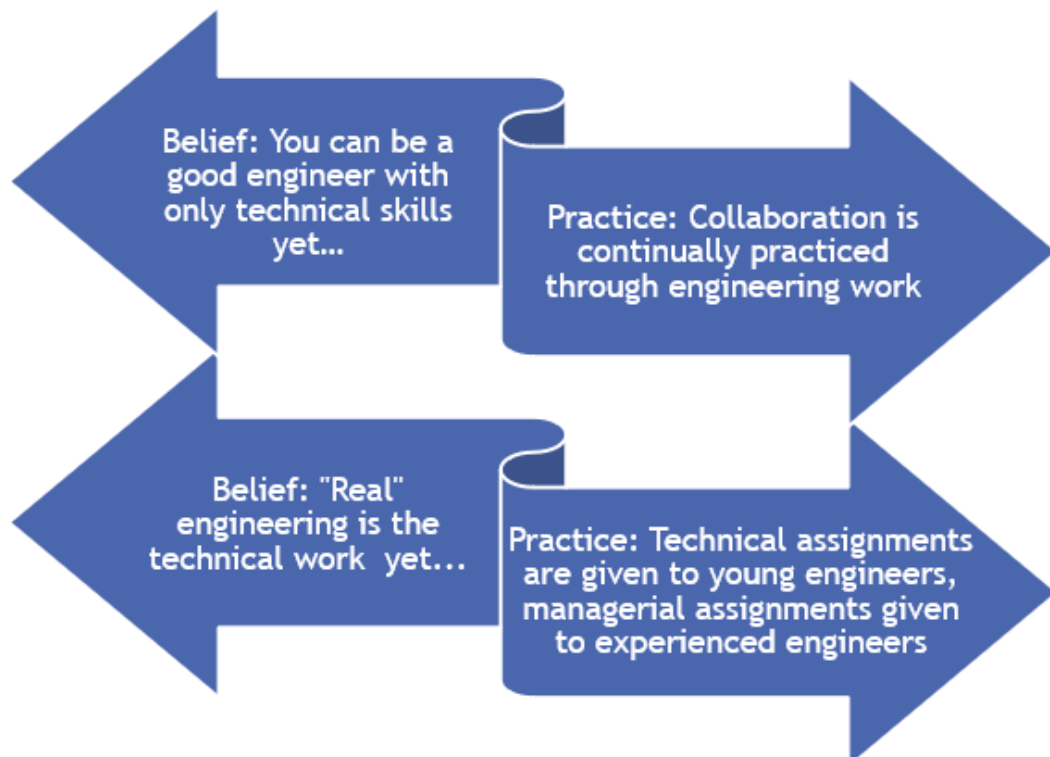 Belief: You can be a
good engineer with
only technical skills
yet…
Practice: Collaboration is
continually practiced
through engineering work
Belief: "Real"
engineering is the
technical work  yet...
Practice: Technical assignments
are given to young engineers,
managerial assignments given
to experienced engineers